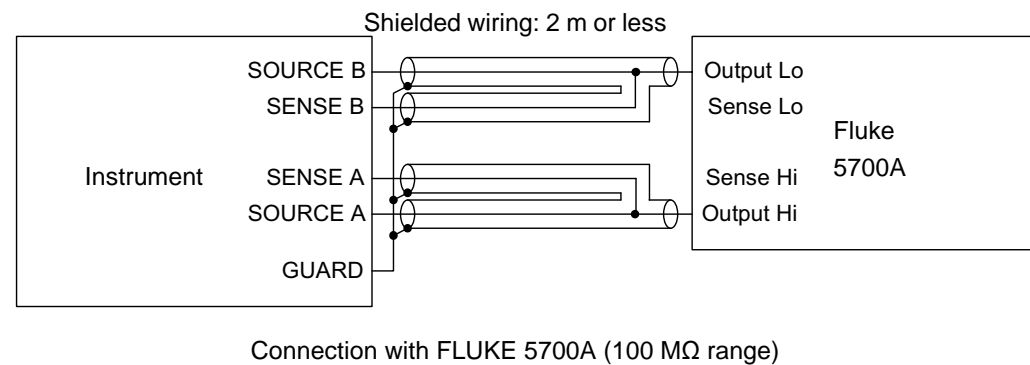 Shielded wiring: 2 m or less
SOURCE B
SENSE B
Instrument
SENSE A
SOURCE A
GUARD
Output Lo
Sense Lo
Fluke
5700A
Sense Hi
Output Hi
Connection with FLUKE 5700A (100 MΩ range)